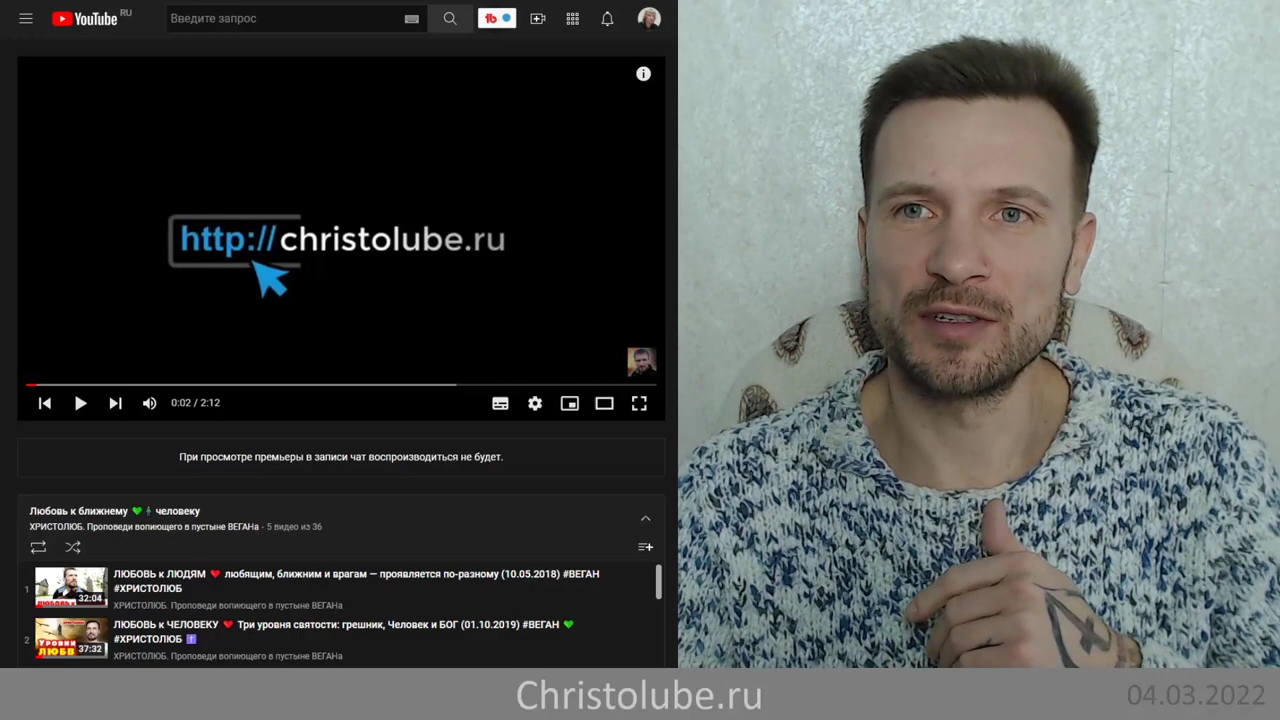 YouTube RU
Введите запрос
http:// christolube.ru
0:02 / 2:12
При просмотре премьеры в записи чат воспроизводиться не будет.
Любовь к ближнему 💚 человеку
ХРИСТОЛЮБ. Проповеди вопиющего в пустыне ВЕГАНа - 5 видео из 36
1
32:04
ЛЮБОВЬ к ЛЮДЯМ ❤ любящим, ближним и врагам — проявляется по-разному (10.05.2018) #ВЕГАН
#ХРИСТОЛЮБ
ХРИСТОЛЮБ. Проповеди вопиющего в пустыне ВЕГАНа
2
УРОВНИ
ЛЮБВИ
37:32
ЛЮБОВЬ к ЧЕЛОВЕКУ ❤ Три уровня святости: грешник, Человек и БОГ (01.10.2019) #ВЕГАН 💚
#ХРИСТОЛЮБ ✝️
ХРИСТОЛЮБ. Проповеди вопиющего в пустыне ВЕГАНа
Christolube.ru
04.03.2022